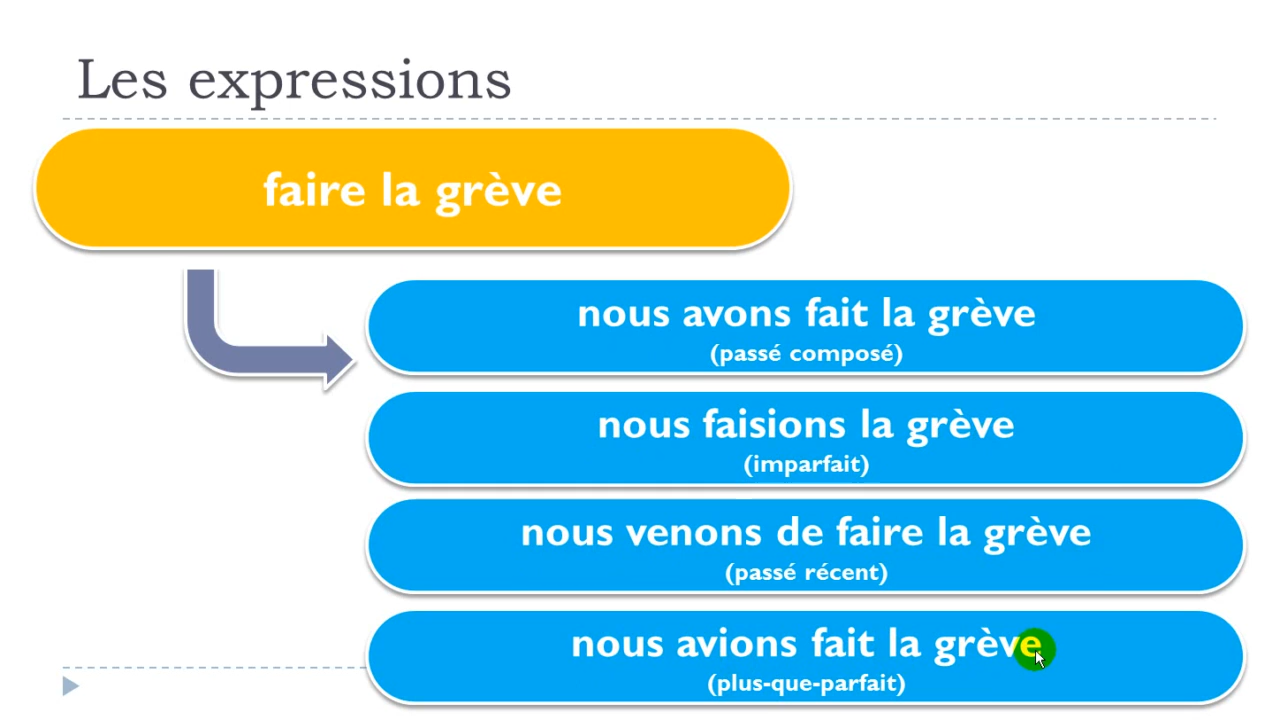 Les expressions
faire la grève
nous avons fait la grève
(passé composé)
nous faisions la grève
(imparfait)
nous venons de faire la grève
(passé récent)
nous avions fait la grève
(plus-que-parfait)